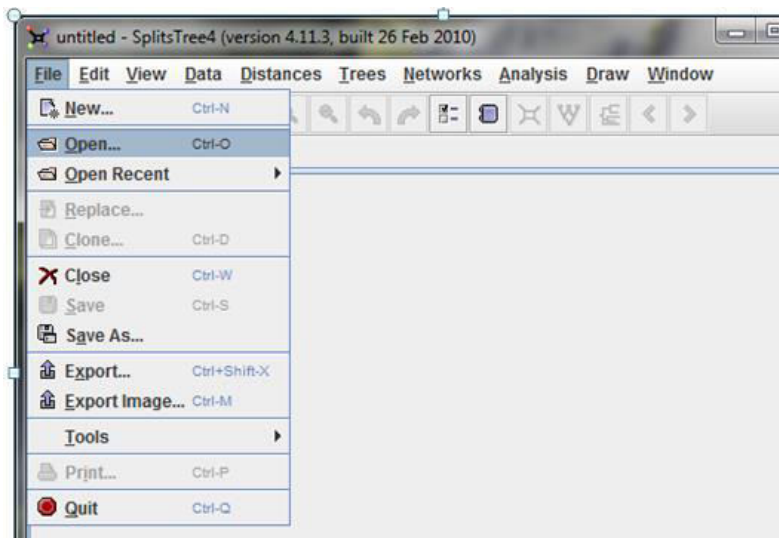 untitled - SplitsTree4 (version 4.11.3, built 26 Feb 2010)
File Edit View Data Distances Trees Networks Analysis Draw Window
New... Ctrl-N
Open... Ctrl-O
Open Recent
Replace...
Clone... Ctrl-D
Close Ctrl-W
Save Ctrl-S
Save As...
Export... Ctrl+Shift-X
Export Image... Ctrl-M
Tools
Print... Ctrl-P
Quit Ctrl-Q